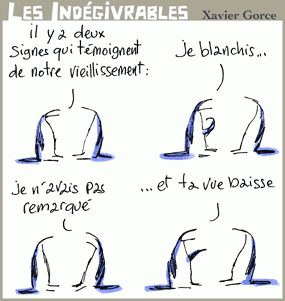 LES INDÉGIVRABLES
Xavier Gorce
il y a deux
signes qui témoignent
de notre vieillissement :
Je blanchis...
je n'avais pas
remarqué
...et ta vue baisse